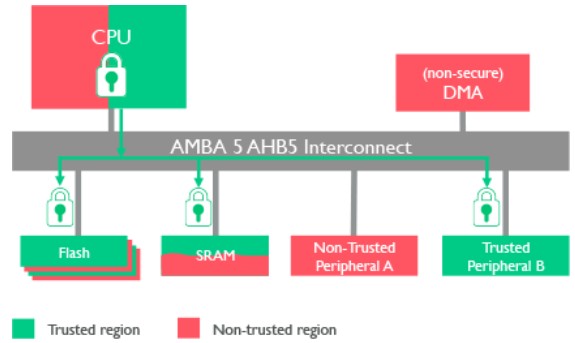 CPU
(non-secure)
DMA
AMBA 5 AHB5 Interconnect
Flash
SRAM
Non-Trusted
Peripheral A
Trusted
Peripheral B
Trusted region
Non-trusted region